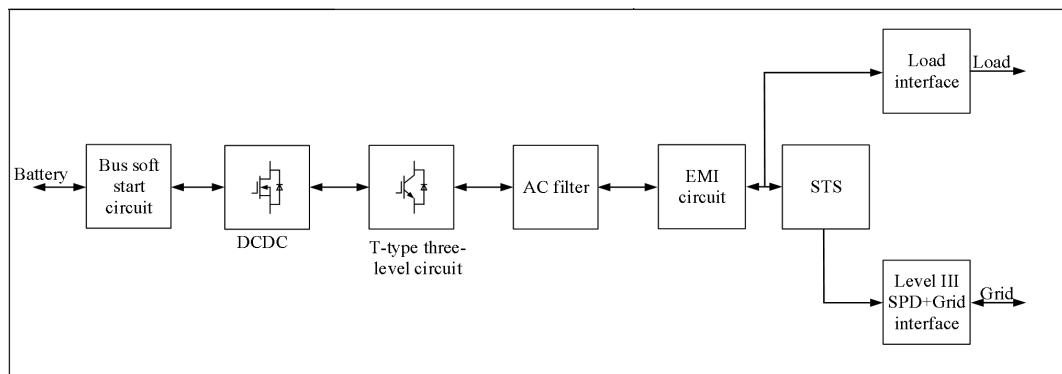 Battery
Bus soft
start
circuit
DCDC
T-type three-
level circuit
AC filter
EMI
circuit
STS
Load
interface
Load
Level III
SPD+Grid
interface
Grid